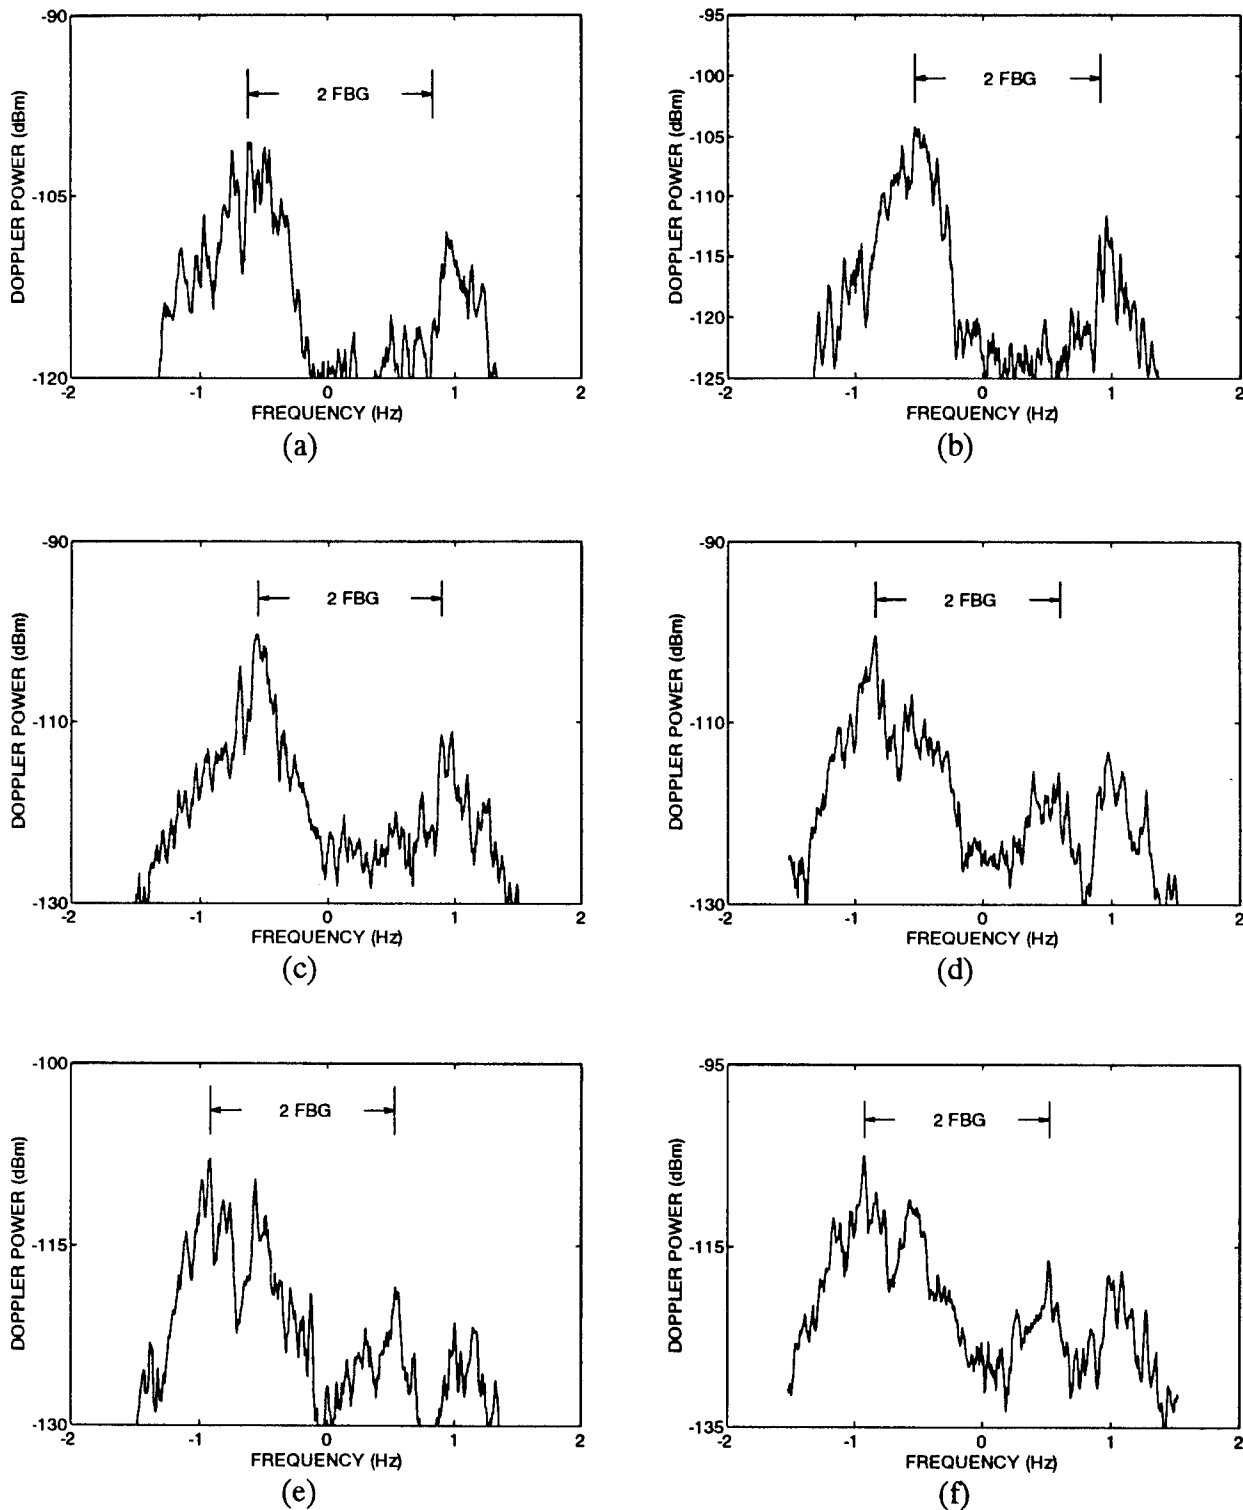 -90
-105
-120
DOPPLER POWER (dBm)
2 FBG
-2
-1
0
1
2
FREQUENCY (Hz)
(a)
-95
-100
-105
-110
-115
-120
-125
DOPPLER POWER (dBm)
2 FBG
-2
-1
0
1
2
FREQUENCY (Hz)
(b)
-90
-110
-130
DOPPLER POWER (dBm)
2 FBG
-2
-1
0
1
2
FREQUENCY (Hz)
(c)
-90
-110
-130
DOPPLER POWER (dBm)
2 FBG
-2
-1
0
1
2
FREQUENCY (Hz)
(d)
-100
-115
-130
DOPPLER POWER (dBm)
2 FBG
-2
-1
0
1
2
FREQUENCY (Hz)
(e)
-95
-115
-135
DOPPLER POWER (dBm)
2 FBG
-2
-1
0
1
2
FREQUENCY (Hz)
(f)